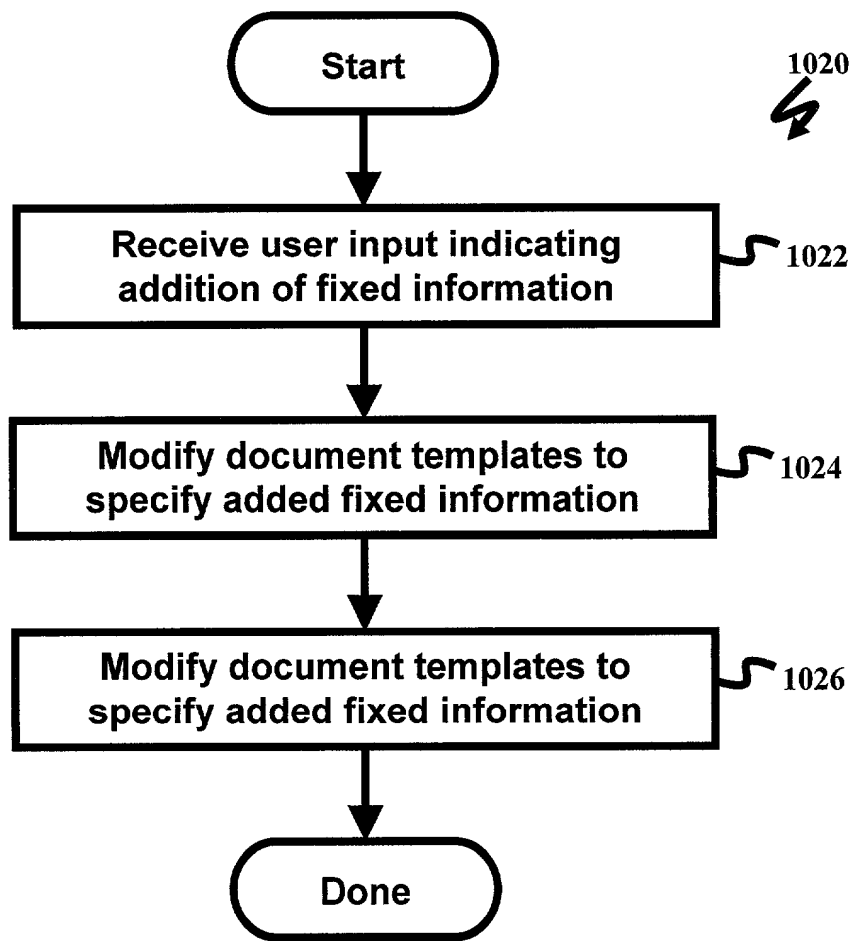 Start
1020
Receive user input indicating
addition of fixed information
1022
Modify document templates to
specify added fixed information
1024
Modify document templates to
specify added fixed information
1026
Done